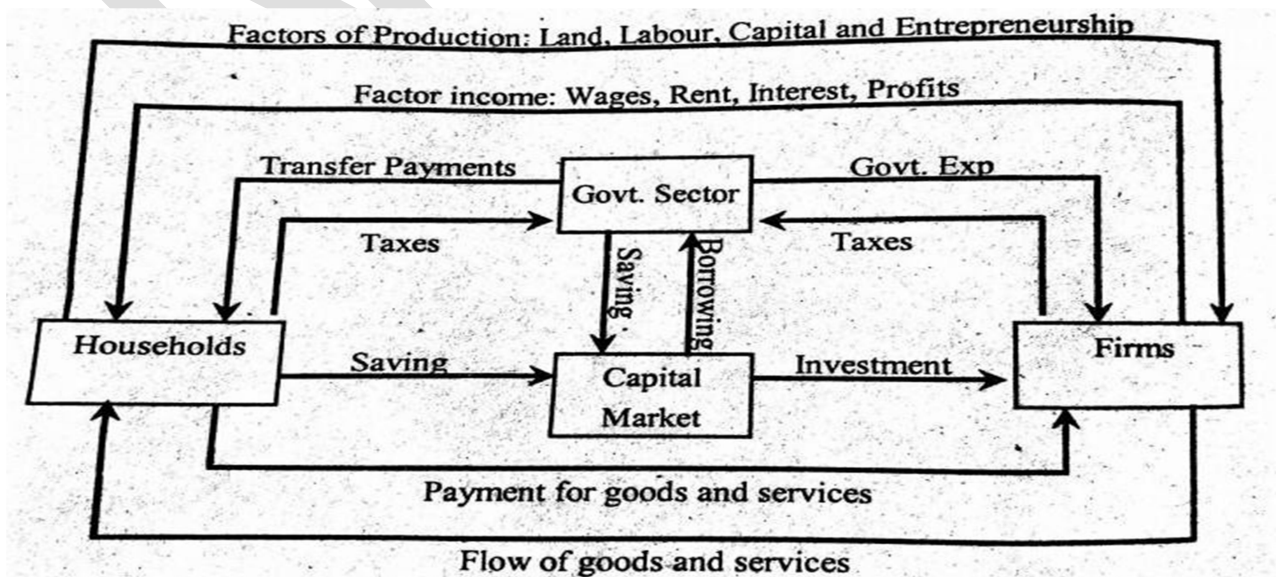 Factors of Production: Land, Labour, Capital and Entrepreneurship
Factor income: Wages, Rent, Interest, Profits
Transfer Payments
Govt. Exp
Govt. Sector
Taxes
Taxes
Saving
Borrowing
Households
Firms
Saving
Capital
Market
Investment
Payment for goods and services
Flow of goods and services